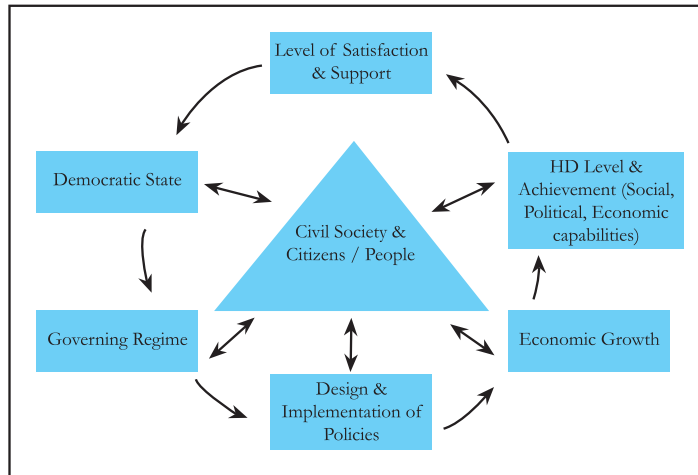 Level of Satisfaction
& Support
Democratic State
HD Level &
Achievement (Social,
Political, Economic
capabilities)
Civil Society &
Citizens / People
Governing Regime
Economic Growth
Design &
Implementation of
Policies